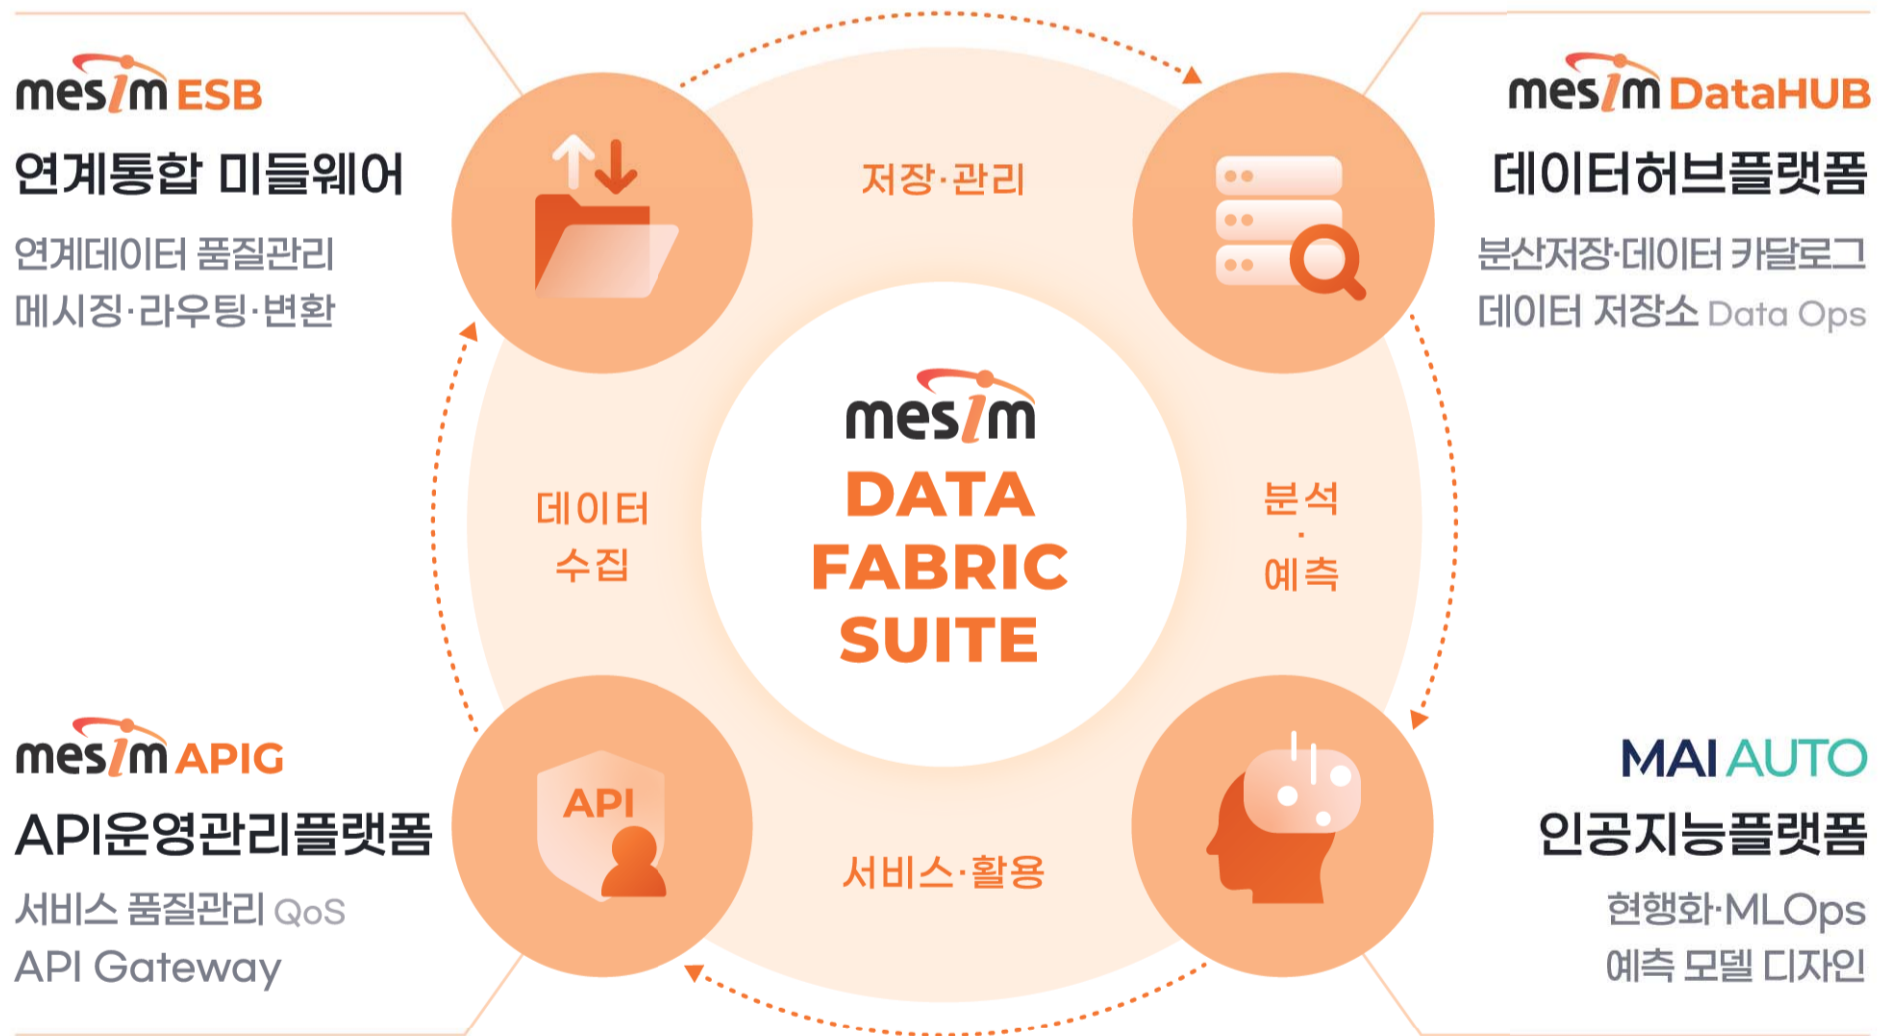 mesim ESB
연계통합 미들웨어
연계데이터 품질관리
메시징·라우팅·변환
저장·관리
mesim DataHUB
데이터허브플랫폼
분산저장·데이터 카달로그
데이터 저장소 Data Ops
데이터
수집
mesim
DATA
FABRIC
SUITE
분석
·
예측
mesim APIG
API운영관리플랫폼
서비스 품질관리 QoS
API Gateway
API
서비스·활용
MAI AUTO
인공지능플랫폼
현행화·MLOps
예측 모델 디자인